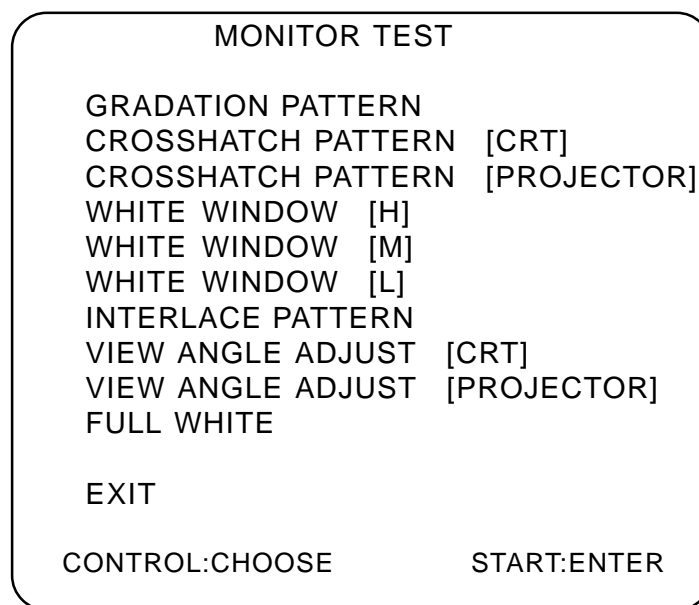 MONITOR TEST
GRADATION PATTERN
CROSSHATCH PATTERN [CRT]
CROSSHATCH PATTERN [PROJECTOR]
WHITE WINDOW [H]
WHITE WINDOW [M]
WHITE WINDOW [L]
INTERLACE PATTERN
VIEW ANGLE ADJUST [CRT]
VIEW ANGLE ADJUST [PROJECTOR]
FULL WHITE
EXIT
CONTROL:CHOOSE START:ENTER